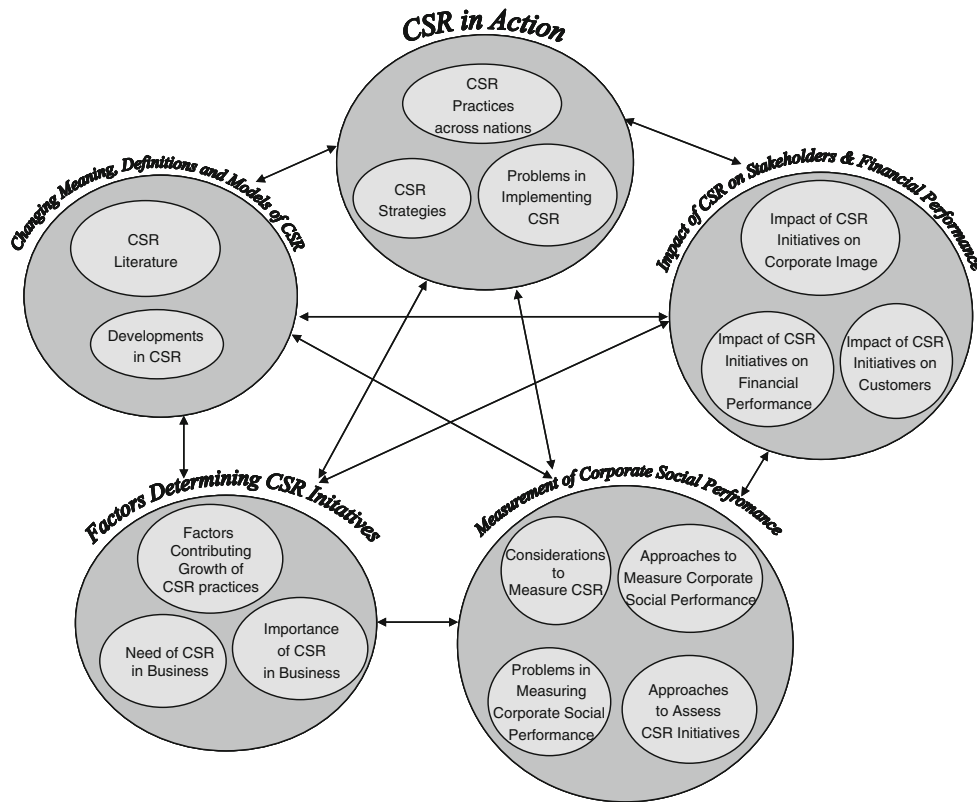 CSR in Action
CSR
Practices
across nations
CSR
Strategies
Problems in
Implementing
CSR
Changing Meaning, Definitions and Models of CSR
CSR
Literature
Developments
in CSR
Impact of CSR on Stakeholders & Financial Performance
Impact of CSR
Initiatives on
Corporate Image
Impact of CSR
Initiatives on
Financial
Performance
Impact of CSR
Initiatives on
Customers
Factors Determining CSR Initatives
Factors
Contributing
Growth of
CSR practices
Need of CSR
in Business
Importance
of CSR
in Business
Measurement of Corporate Social Perfromance
Considerations
to
Measure CSR
Approaches to
Measure Corporate
Social Performance
Problems in
Measuring
Corporate Social
Performance
Approaches
to Assess
CSR Initiatives